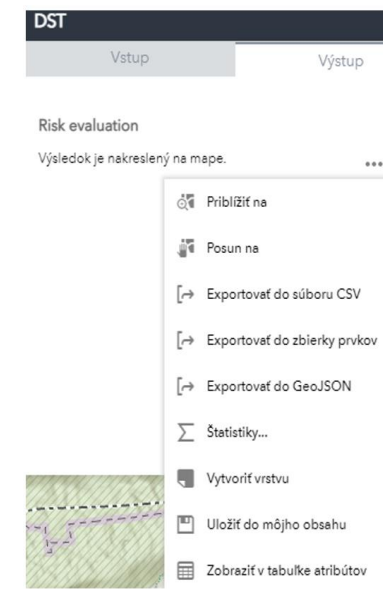 DST
Vstup
Výstup
Risk evaluation
Výsledok je nakreslený na mape.
Priblížiť na
Posun na
Exportovať do súboru CSV
Exportovať do zbierky prvkov
Exportovať do GeoJSON
Štatistiky...
Vytvoriť vrstvu
Uložiť do môjho obsahu
Zobraziť v tabuľke atribútov